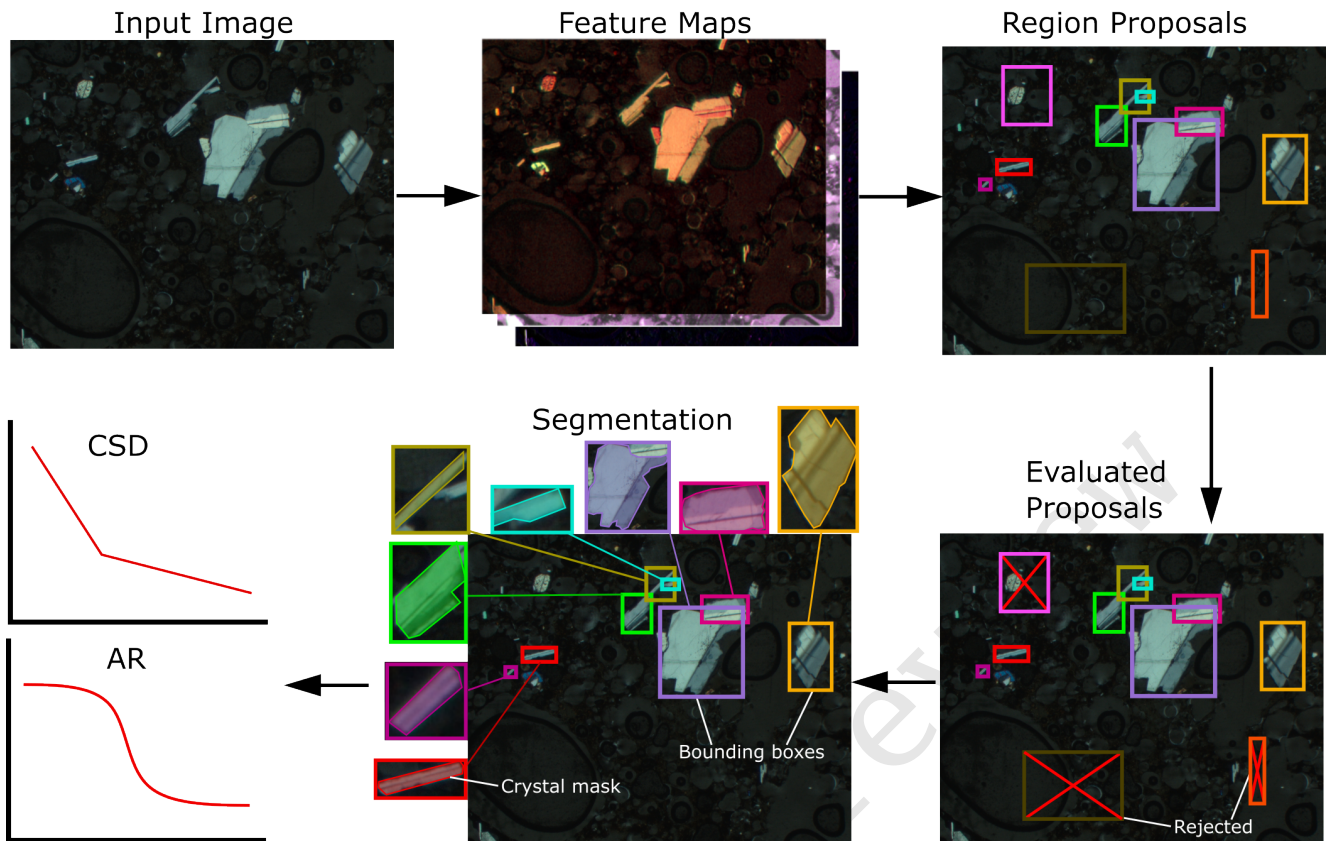 Input Image
Feature Maps
Region Proposals
CSD
Segmentation
Evaluated
Proposals
AR
Bounding boxes
Crystal mask
Rejected